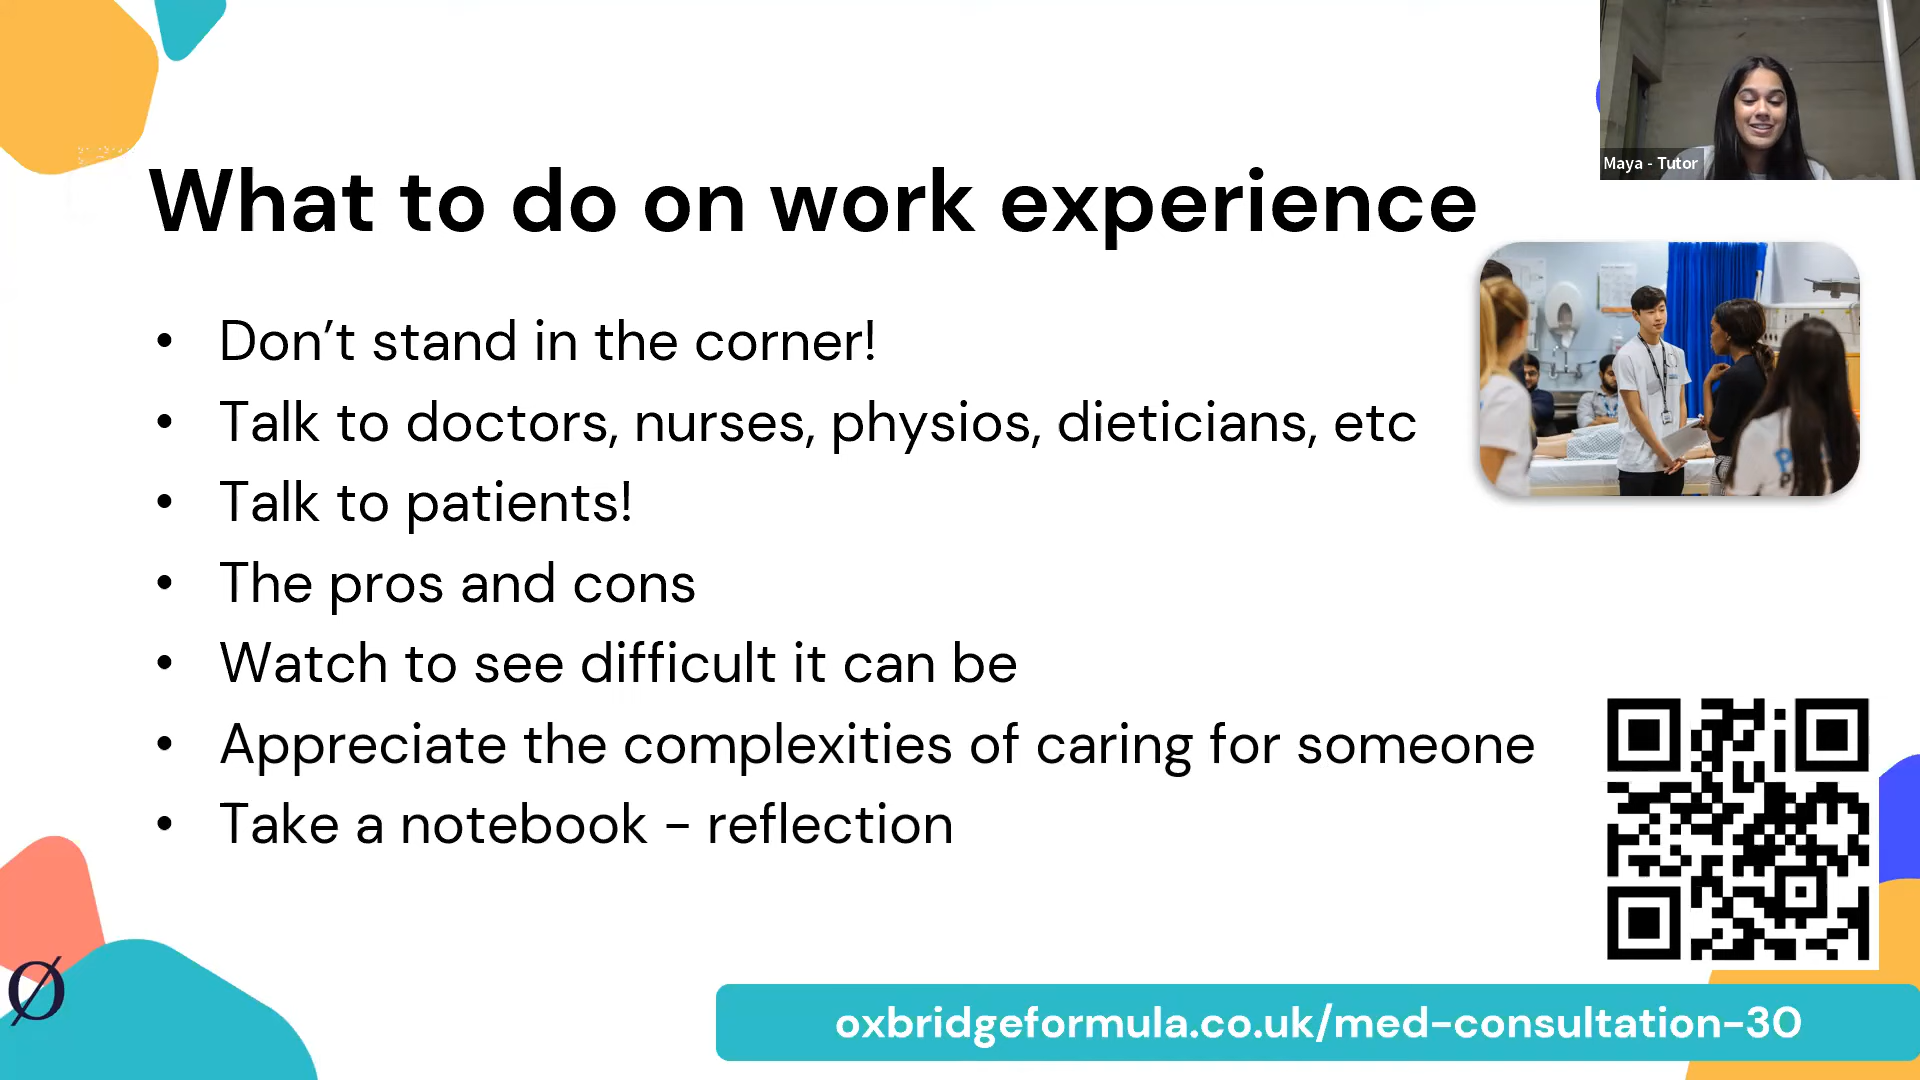 Maya - Tutor
What to do on work experience
• Don’t stand in the corner!
• Talk to doctors, nurses, physios, dieticians, etc
• Talk to patients!
• The pros and cons
• Watch to see difficult it can be
• Appreciate the complexities of caring for someone
• Take a notebook - reflection
Ø
oxbridgeformula.co.uk/med-consultation-30